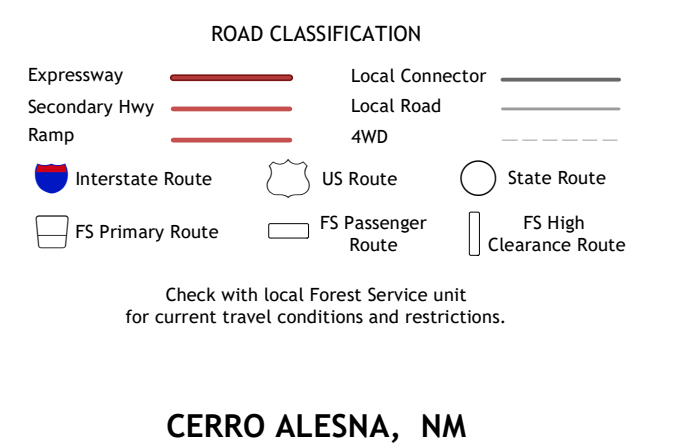 ROAD CLASSIFICATION
Expressway
Local Connector
Secondary Hwy
Local Road
Ramp
4WD
Interstate Route
US Route
State Route
FS Primary Route
FS Passenger
Route
FS High
Clearance Route
Check with local Forest Service unit
for current travel conditions and restrictions.
CERRO ALESNA, NM